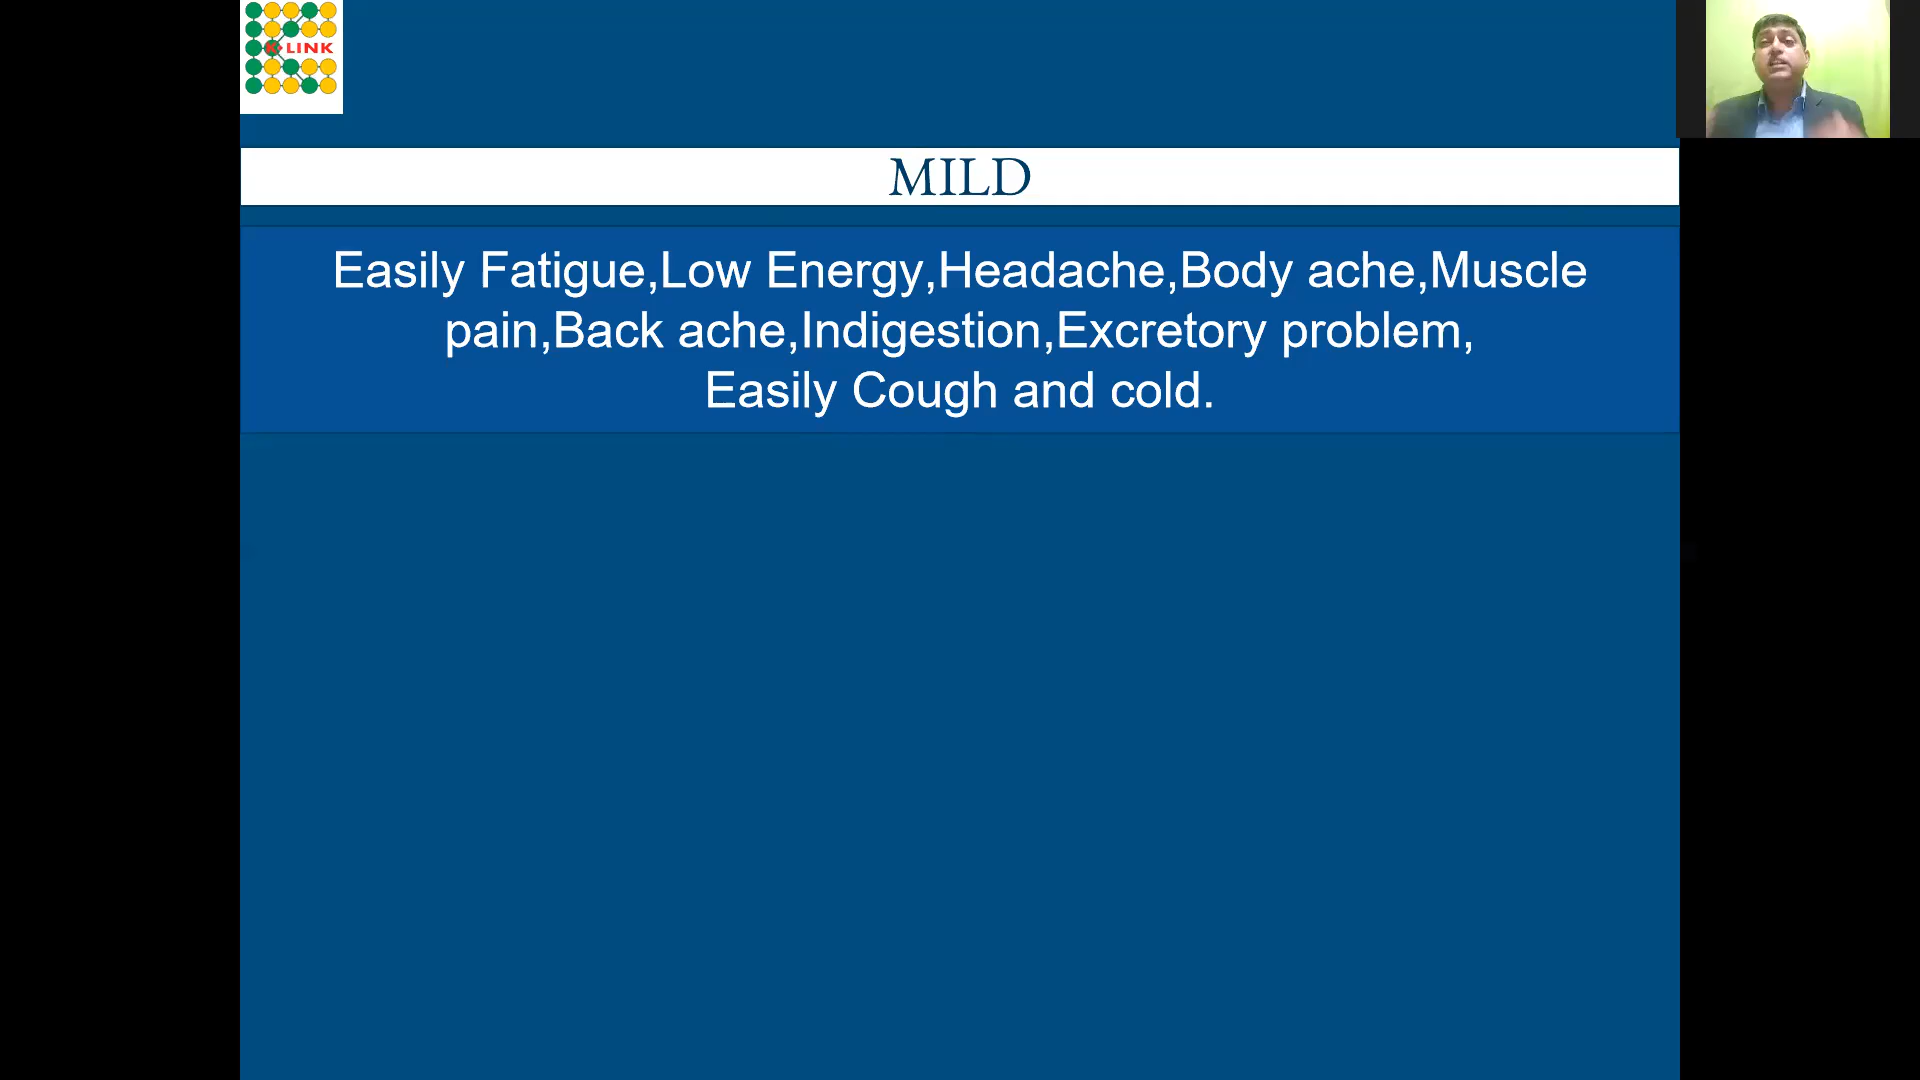 K-LINK
MILD
Easily Fatigue,Low Energy,Headache,Body ache,Muscle
pain,Back ache,Indigestion,Excretory problem,
Easily Cough and cold.